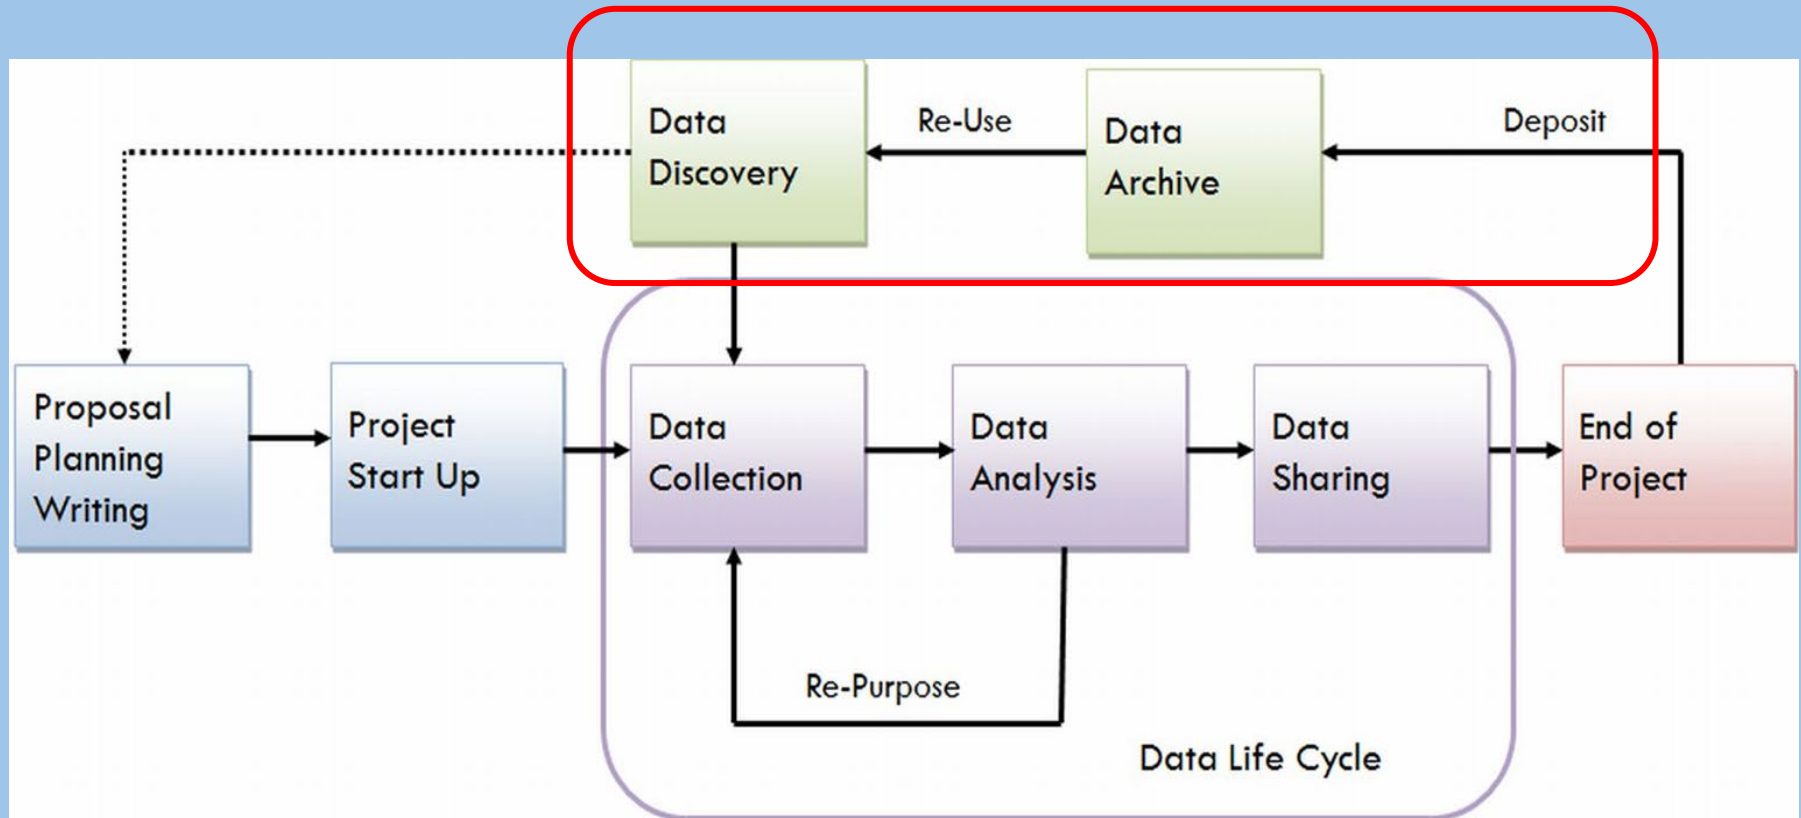 Data
Discovery
Re-Use
Data
Archive
Deposit
Proposal
Planning
Writing
Project
Start Up
Data
Collection
Data
Analysis
Data
Sharing
End of
Project
Re-Purpose
Data Life Cycle